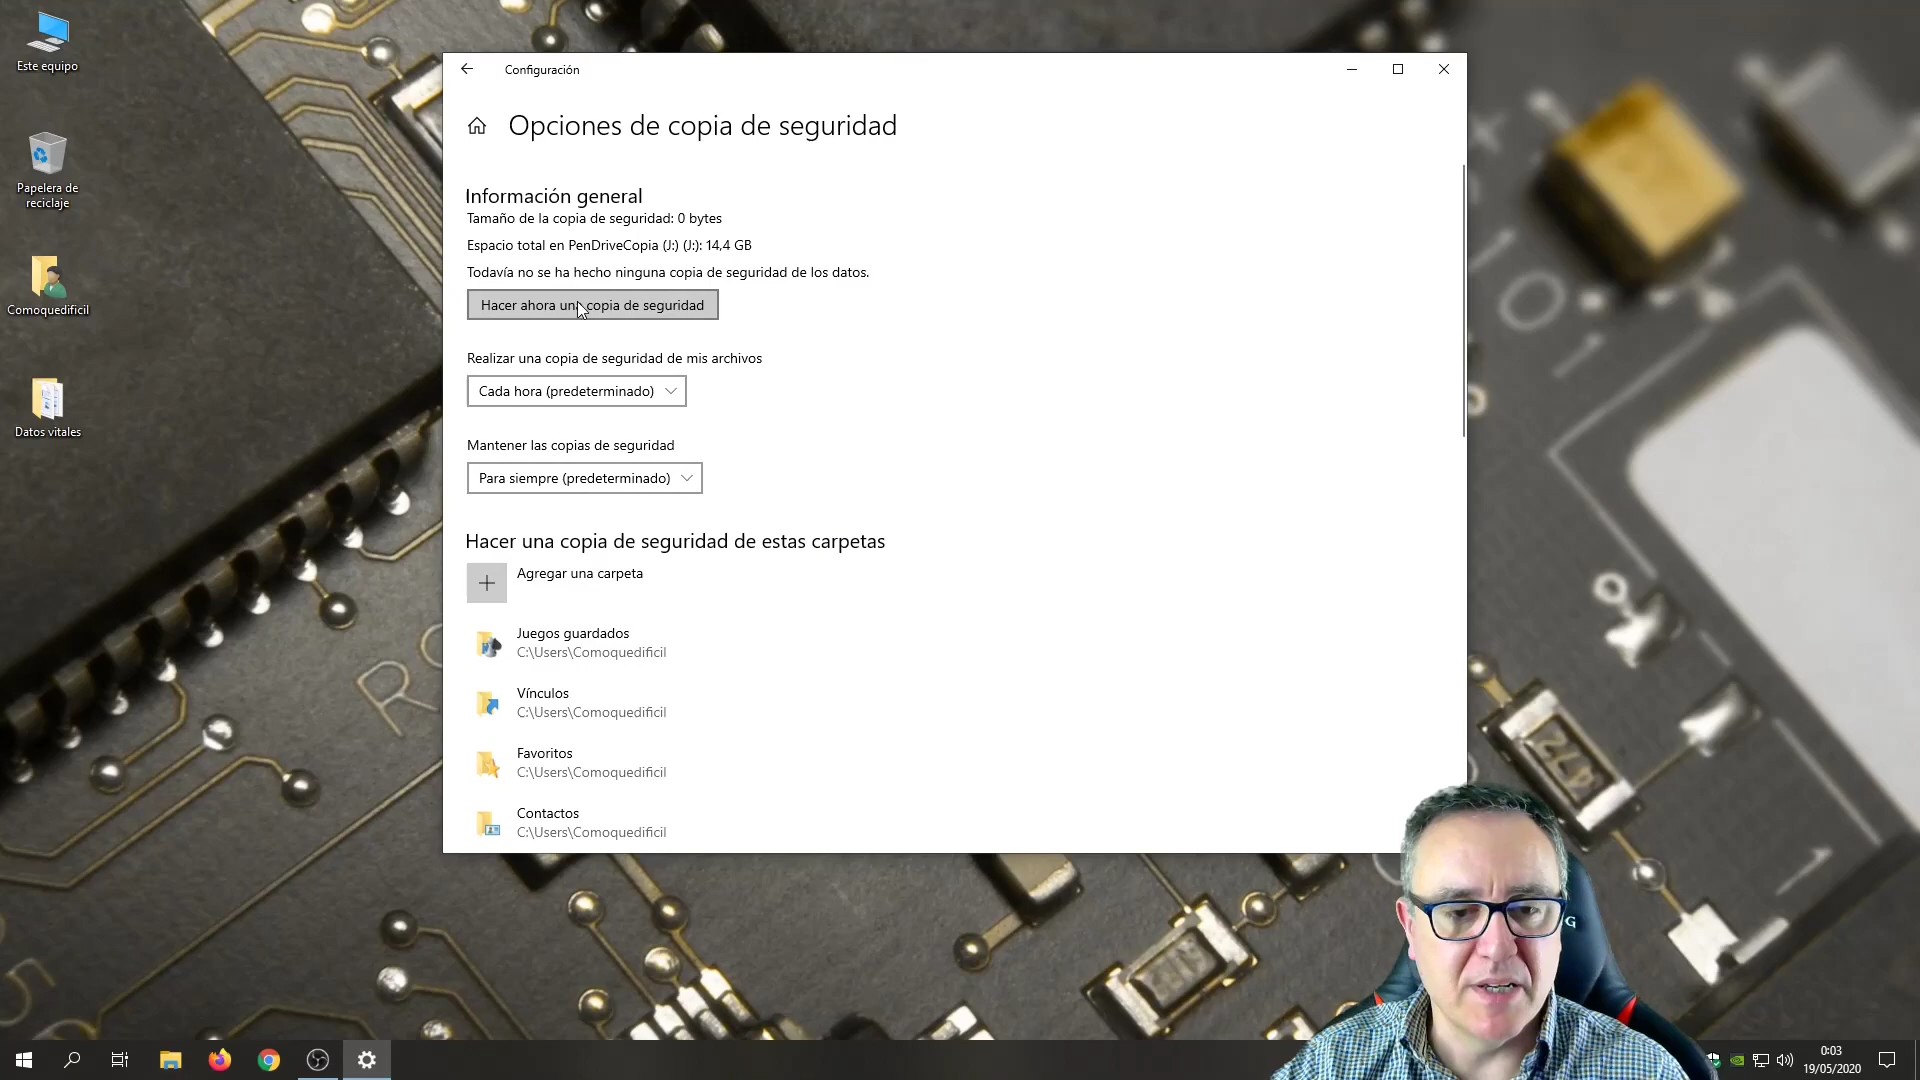 Este equipo
Papelera de
reciclaje
Comoquedificil
Datos vitales
Configuración
Opciones de copia de seguridad
Información general
Tamaño de la copia de seguridad: 0 bytes
Espacio total en PenDriveCopia (J:) (J:): 14,4 GB
Todavía no se ha hecho ninguna copia de seguridad de los datos.
Hacer ahora una copia de seguridad
Realizar una copia de seguridad de mis archivos
Cada hora (predeterminado)
Mantener las copias de seguridad
Para siempre (predeterminado)
Hacer una copia de seguridad de estas carpetas
Agregar una carpeta
Juegos guardados
C:\Users\Comoquedificil
Vínculos
C:\Users\Comoquedificil
Favoritos
C:\Users\Comoquedificil
Contactos
C:\Users\Comoquedificil
0:03
19/05/2020